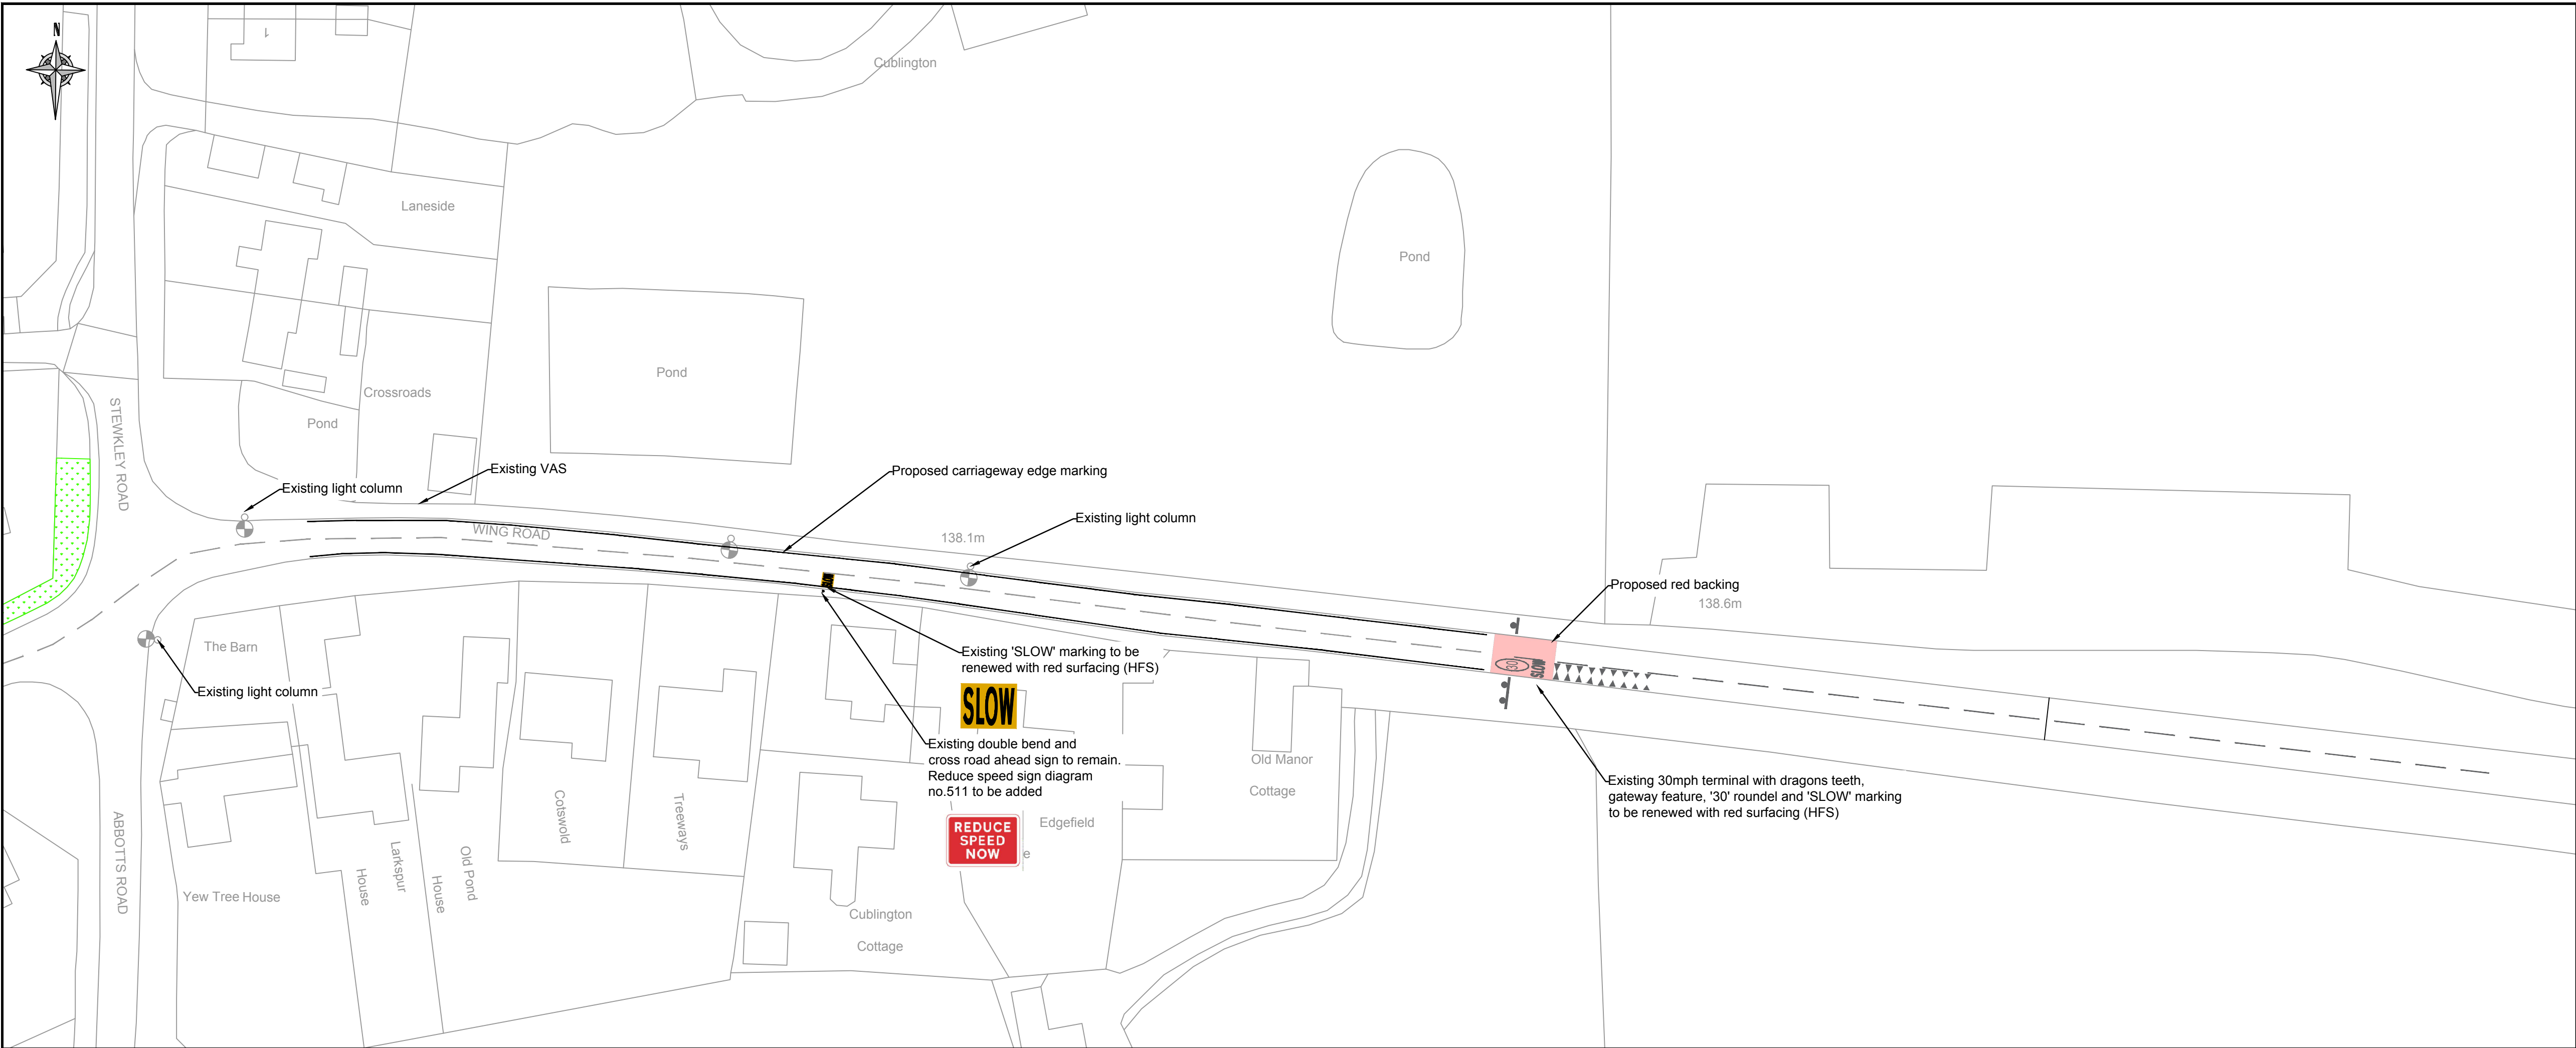 N
1
Cublington
Laneside
Pond
Pond
Crossroads
Pond
STEWKLEY ROAD
Existing VAS
Existing light column
Proposed carriageway edge marking
WING ROAD
Existing light column
138.1m
Proposed red backing
138.6m
30
SLOW
SLOW
The Barn
Existing 'SLOW' marking to be
renewed with red surfacing (HFS)
Existing light column
SLOW
Existing double bend and
cross road ahead sign to remain.
Reduce speed sign diagram
no.511 to be added
Old Manor
Cottage
Existing 30mph terminal with dragons teeth,
gateway feature, '30' roundel and 'SLOW' marking
to be renewed with red surfacing (HFS)
REDUCE
SPEED
NOW
Edgefield
e
ABBOTTS ROAD
Yew Tree House
Larkspur
House
Old Pond
House
Cotswold
Treeways
Cublington
Cottage